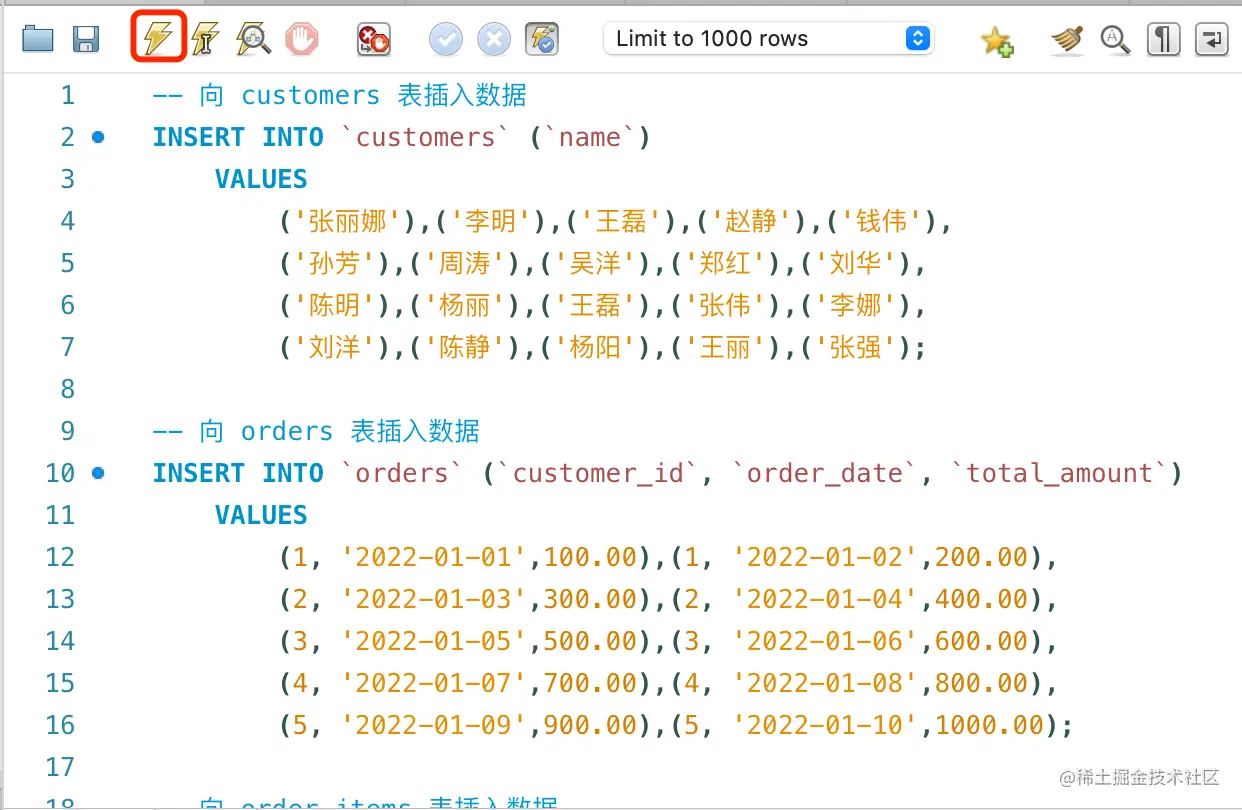 Limit to 1000 rows
1 -- 向 customers 表插入数据
2 INSERT INTO `customers` (`name`)
3 VALUES
4 ('张丽娜'),('李明'),('王磊'),('赵静'),('钱伟'),
5 ('孙芳'),('周涛'),('吴洋'),('郑红'),('刘华'),
6 ('陈明'),('杨丽'),('王磊'),('张伟'),('李娜'),
7 ('刘洋'),('陈静'),('杨阳'),('王丽'),('张强');
8
9 -- 向 orders 表插入数据
10 INSERT INTO `orders` (`customer_id`, `order_date`, `total_amount`)
11 VALUES
12 (1, '2022-01-01',100.00),(1, '2022-01-02',200.00),
13 (2, '2022-01-03',300.00),(2, '2022-01-04',400.00),
14 (3, '2022-01-05',500.00),(3, '2022-01-06',600.00),
15 (4, '2022-01-07',700.00),(4, '2022-01-08',800.00),
16 (5, '2022-01-09',900.00),(5, '2022-01-10',1000.00);
17
@稀土掘金技术社区
18 -- 向 order_items 表插入数据